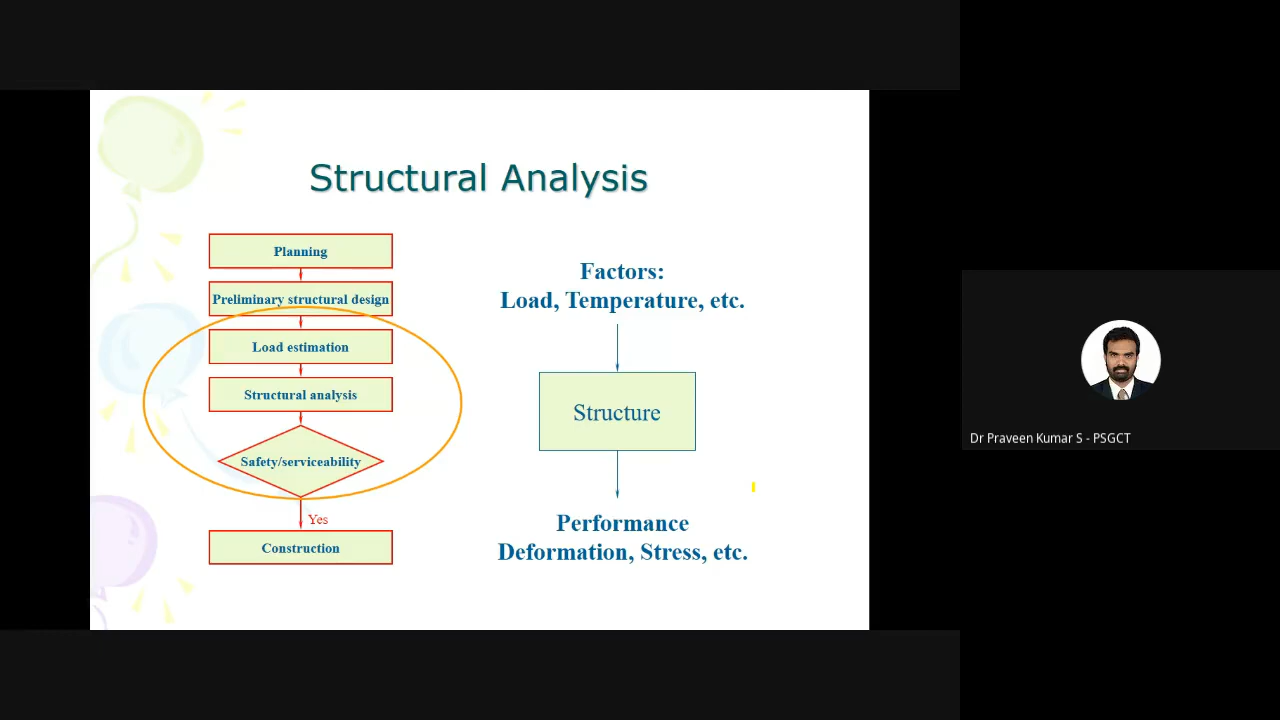 Structural Analysis
Planning
Preliminary structural design
Load estimation
Structural analysis
Safety/serviceability
Yes
Construction
Factors:
Load, Temperature, etc.
Structure
Performance
Deformation, Stress, etc.
Dr Praveen Kumar S - PSGCT